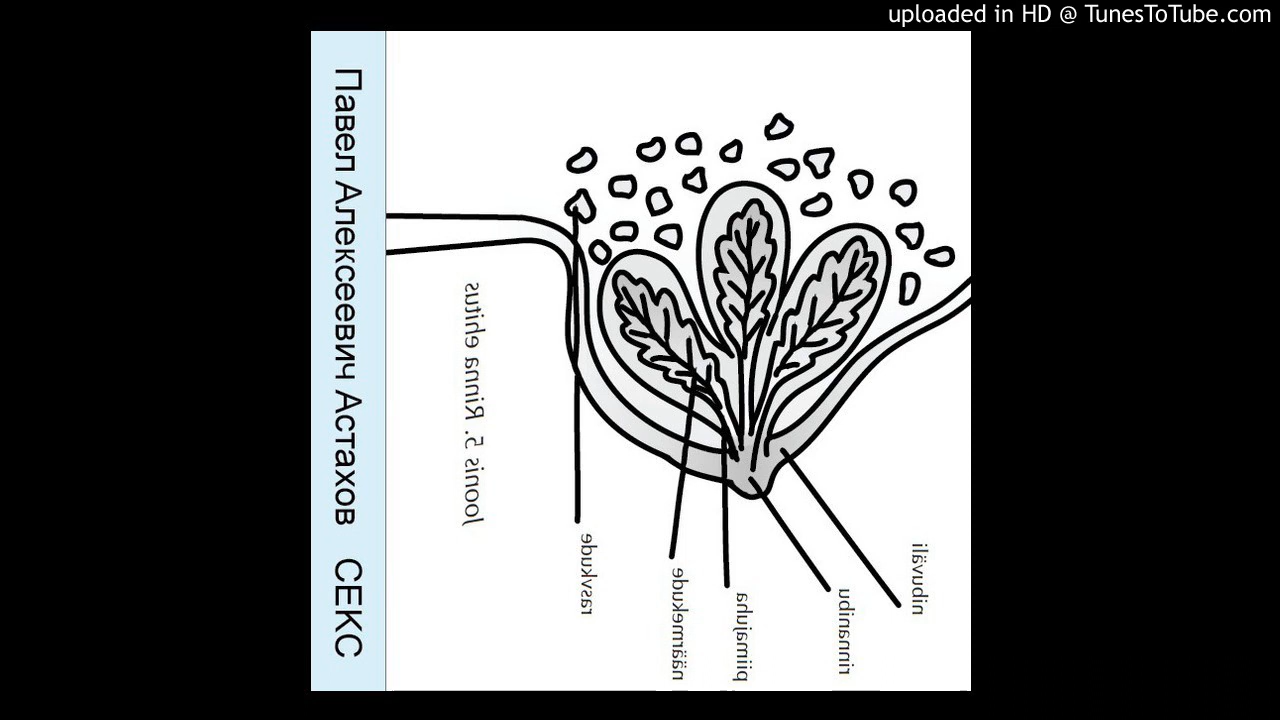 uploaded in HD @ TunesToTube.com
Павел Алексеевич Астахов СЕКС
Joonis 5. Rinna ehitus
rasvkude
näärmekude
piimajuha
rinnanibu
nibuväli